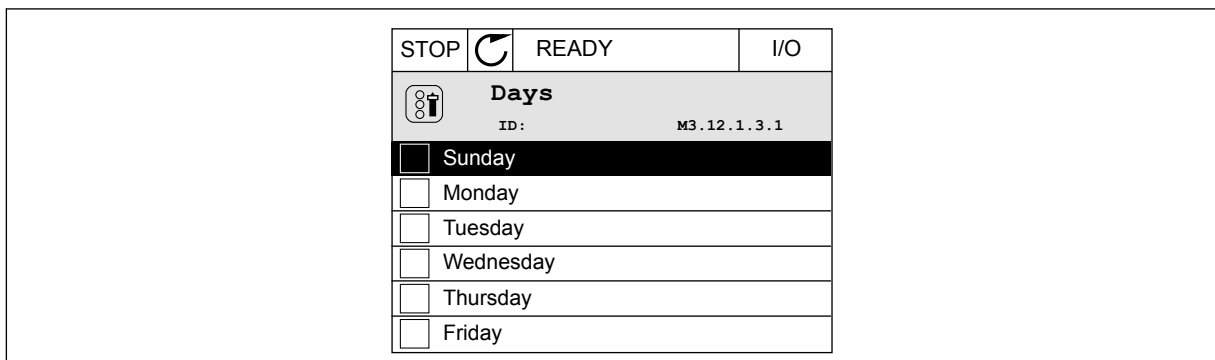 STOP READY I/O
Days
ID: M3.12.1.3.1
Sunday
Monday
Tuesday
Wednesday
Thursday
Friday